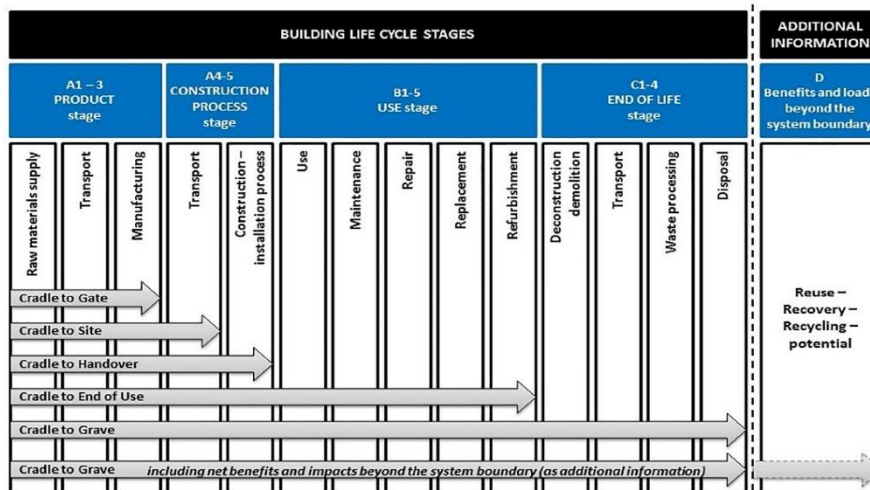 BUILDING LIFE CYCLE STAGES
ADDITIONAL
INFORMATION
A1 – 3
PRODUCT
stage
A4-5
CONSTRUCTION
PROCESS
stage
B1-5
USE stage
C1-4
END OF LIFE
stage
D
Benefits and load
beyond the
system boundary
Raw materials supply
Transport
Manufacturing
Transport
Construction –
installation process
Use
Maintenance
Repair
Replacement
Refurbishment
Deconstruction
demolition
Transport
Waste processing
Disposal
Reuse –
Recovery –
Recycling –
potential
Cradle to Gate
Cradle to Site
Cradle to Handover
Cradle to End of Use
Cradle to Grave
Cradle to Grave including net benefits and impacts beyond the system boundary (as additional information)